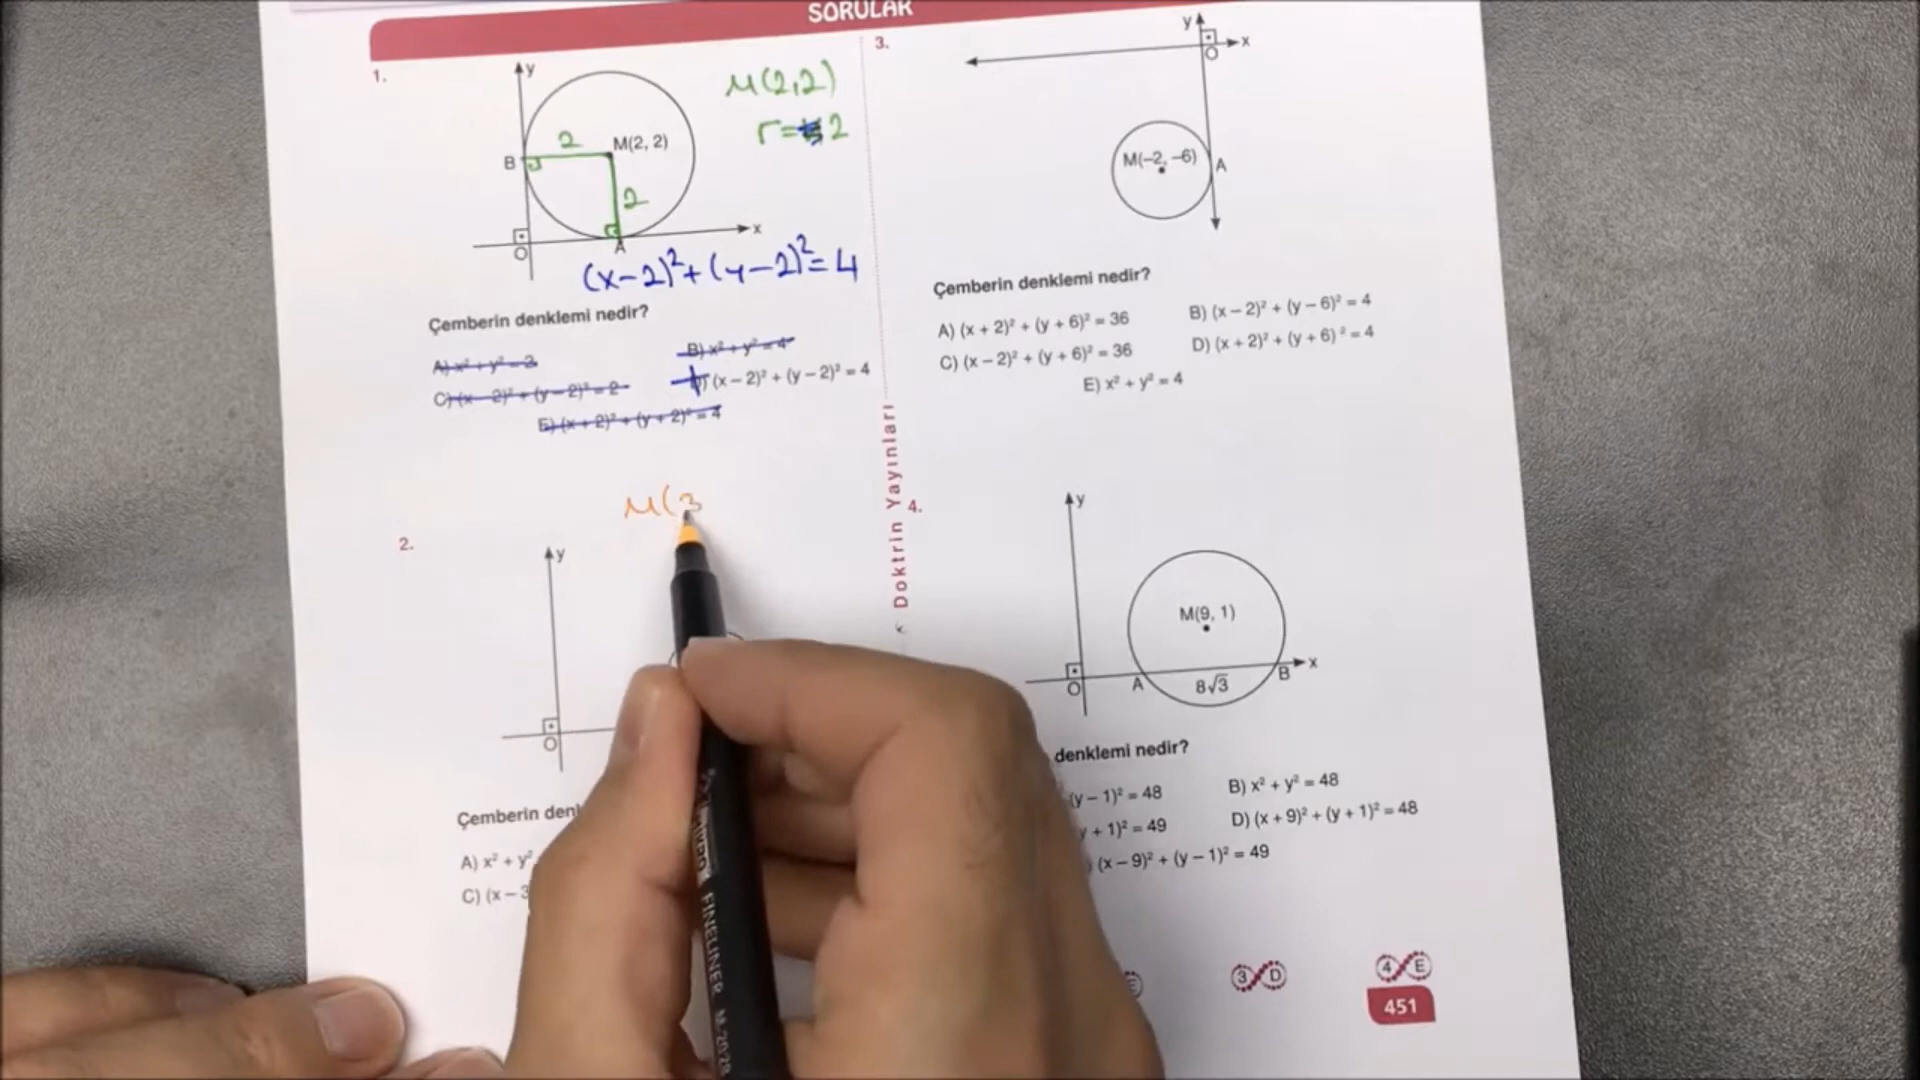 SORULAR
1.
y
M(2,2)
r=2
2
M(2, 2)
B
2
O
A
x
(x-2)²+(y-2)²=4
Çemberin denklemi nedir?
A) x² + y² = 2
B) x² + y² = 4
C) (x – 2)² + (y – 2)² = 2
D) (x – 2)² + (y – 2)² = 4
E) (x + 2)² + (y + 2)² = 4
M(3
2.
y
O
Çemberin den
A) x² + y²
C) (x – 3
Doktrin Yayınları
3.
y
x
O
M(–2, –6)
A
Çemberin denklemi nedir?
A) (x + 2)² + (y + 6)² = 36
B) (x – 2)² + (y – 6)² = 4
C) (x – 2)² + (y + 6)² = 36
D) (x + 2)² + (y + 6) ² = 4
E) x² + y² = 4
4.
y
M(9, 1)
x
O
A
8√3
B
denklemi nedir?
(y – 1)² = 48
B) x² + y² = 48
y + 1)² = 49
D) (x + 9)² + (y + 1)² = 48
) (x – 9)² + (y – 1)² = 49
E
3 D
4 E
451
FINELINER